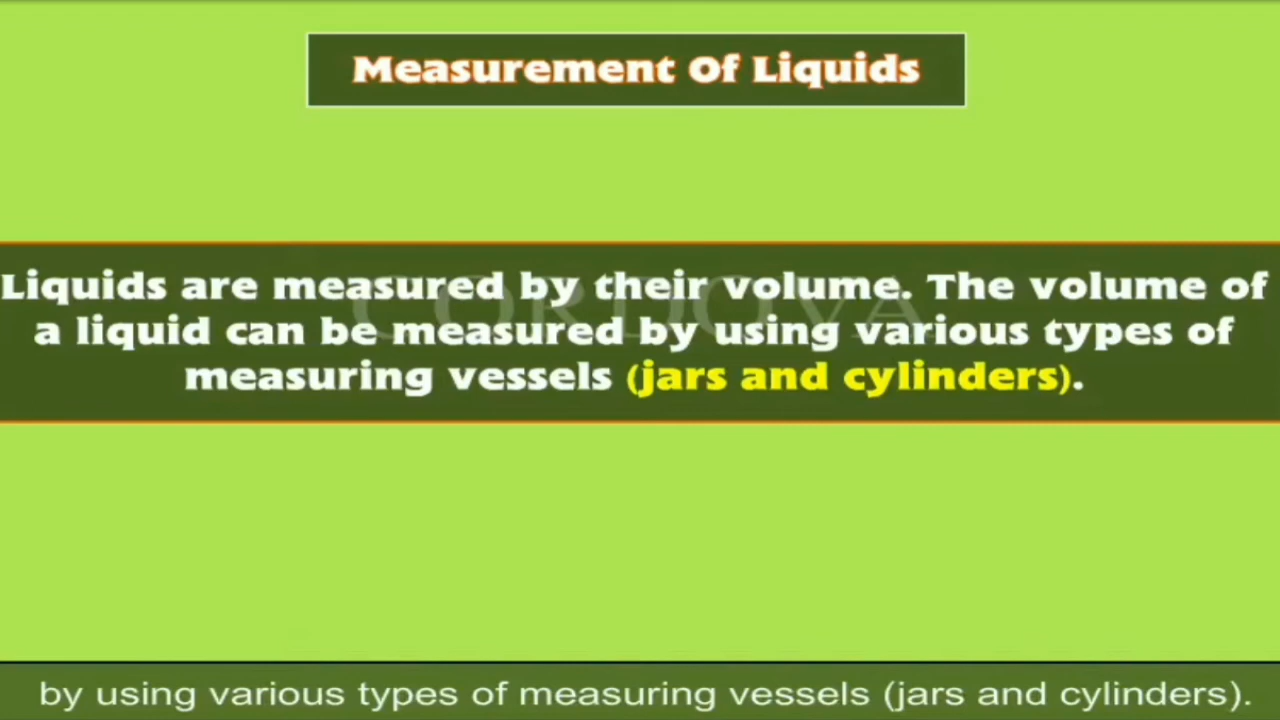 Measurement Of Liquids
CORDOVA
Liquids are measured by their volume. The volume of
a liquid can be measured by using various types of
measuring vessels (jars and cylinders).
by using various types of measuring vessels (jars and cylinders).